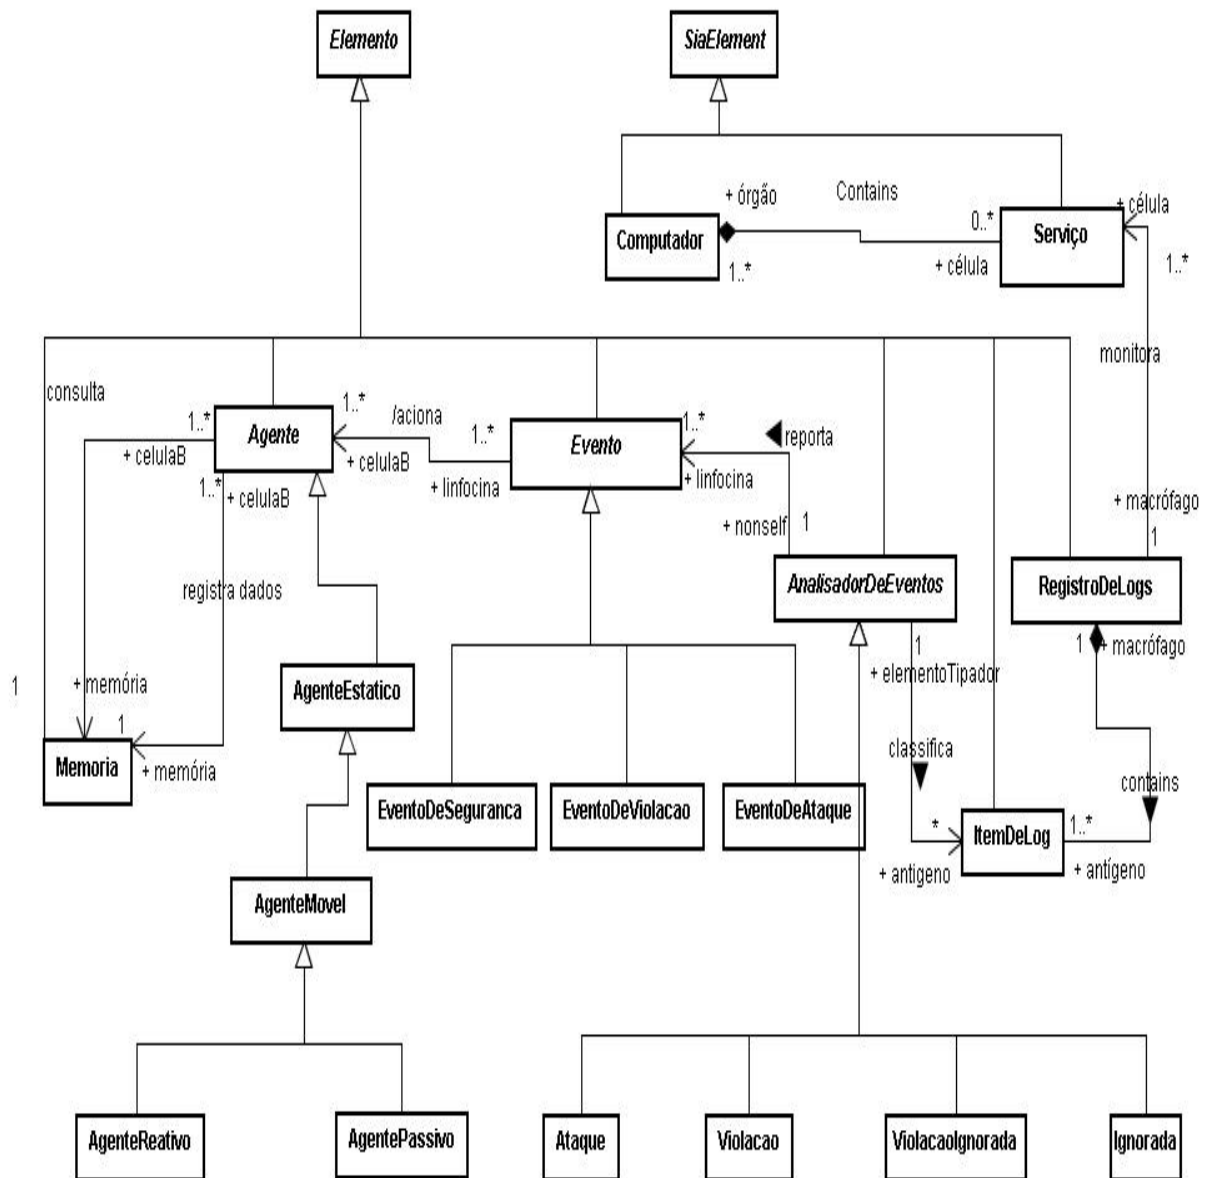 Elemento
SiaElement
+ órgão
Contains
+ célula
0..*
Computador
Serviço
1..*
+ célula
1..*
consulta
monitora
1..*
1..*
/aciona
1..*
1..*
reporta
Agente
Evento
+ celulaB
+ celulaB
+ linfocina
+ linfocina
1..*
+ celulaB
+ nonself
1
+ macrófago
1
registra dados
AnalisadorDeEventos
RegistroDeLogs
1
1
+ macrófago
+ elementoTipador
1
+ memória
AgenteEstatico
1
classifica
Memoria
+ memória
contains
EventoDeSeguranca
EventoDeViolacao
EventoDeAtaque
*
1..*
ItemDeLog
+ antigeno
+ antígeno
AgenteMovel
AgenteReativo
AgentePassivo
Ataque
Violacao
ViolacaoIgnorada
Ignorada